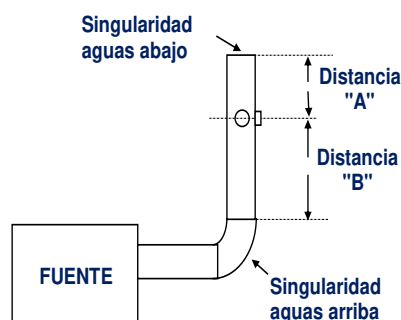 Singularidad
aguas abajo
Distancia
"A"
Distancia
"B"
FUENTE
Singularidad
aguas arriba